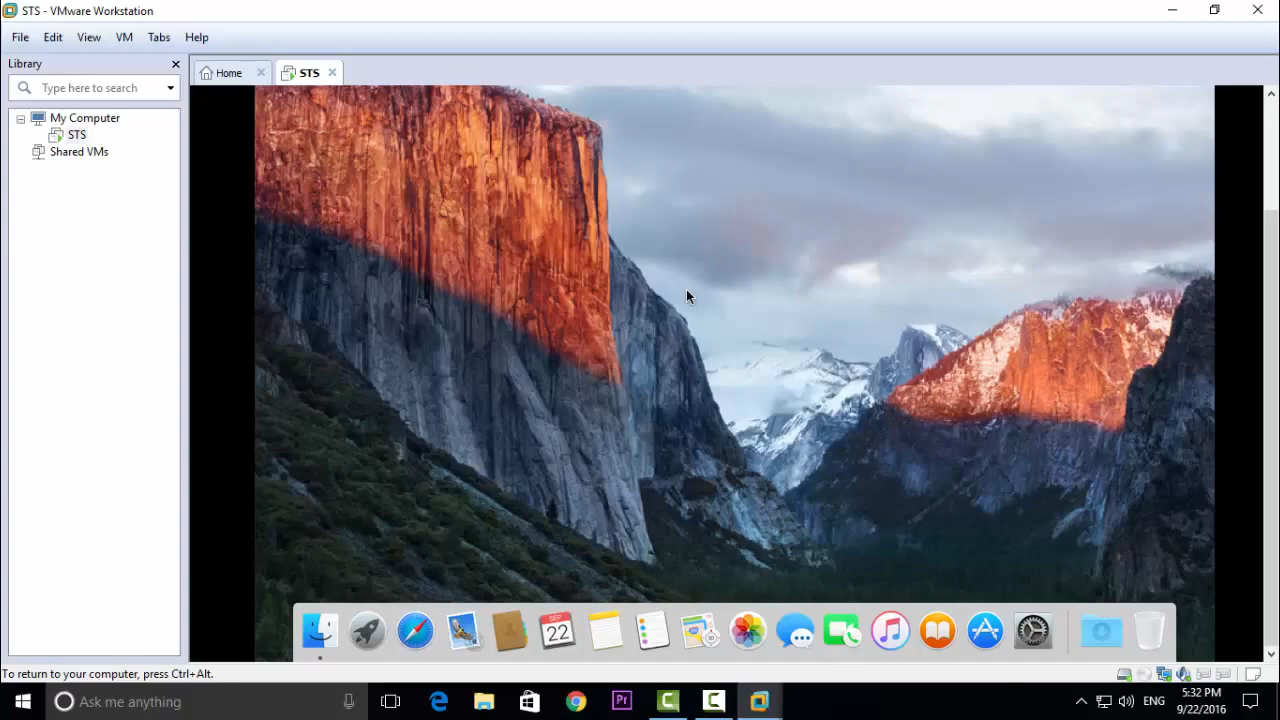 STS - VMware Workstation
File Edit View VM Tabs Help
Library
Home
STS
Type here to search
My Computer
STS
Shared VMs
SEP
22
To return to your computer, press Ctrl+Alt.
Ask me anything
Pr
ENG
5:32 PM
9/22/2016